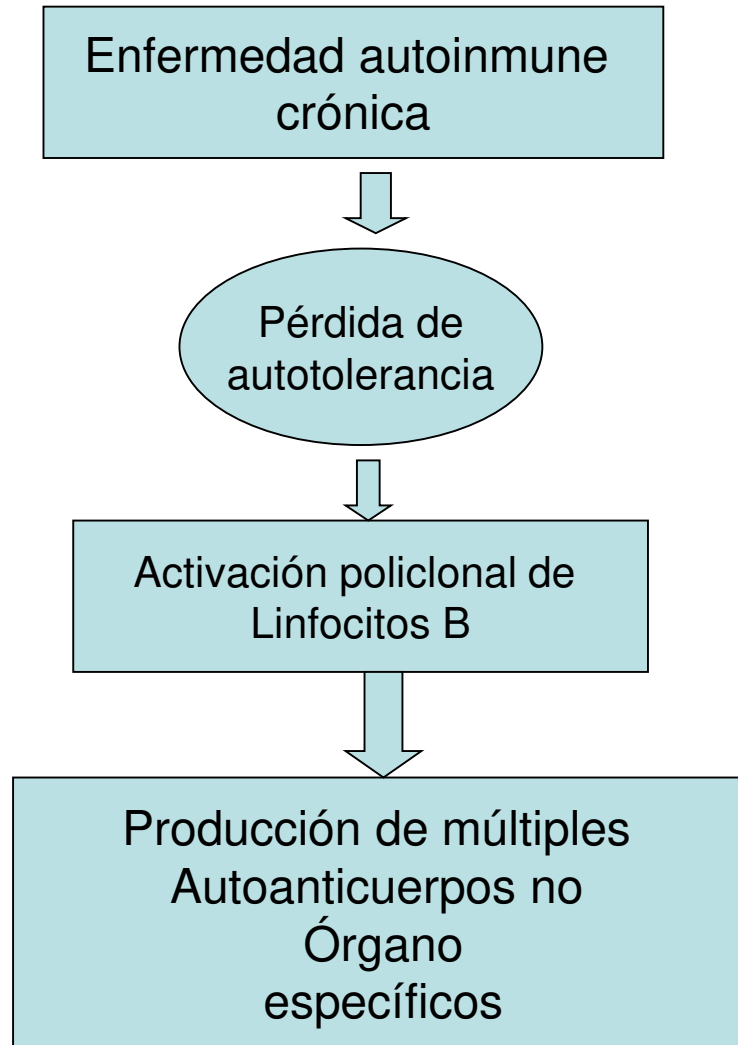 Enfermedad autoinmune
crónica
Pérdida de
autotolerancia
Activación policlonal de
Linfocitos B
Producción de múltiples
Autoanticuerpos no
Órgano
específicos